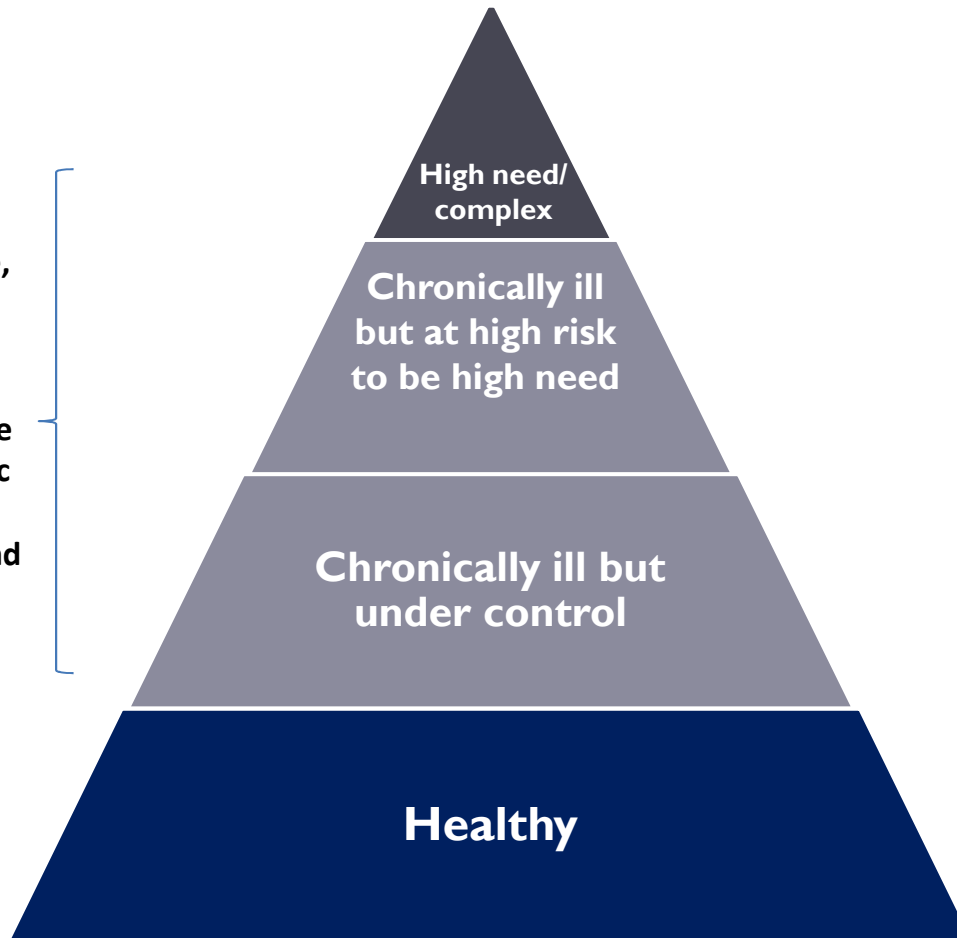 High need/
complex
Chronically ill
but at high risk
to be high need
Chronically ill but
under control
Healthy